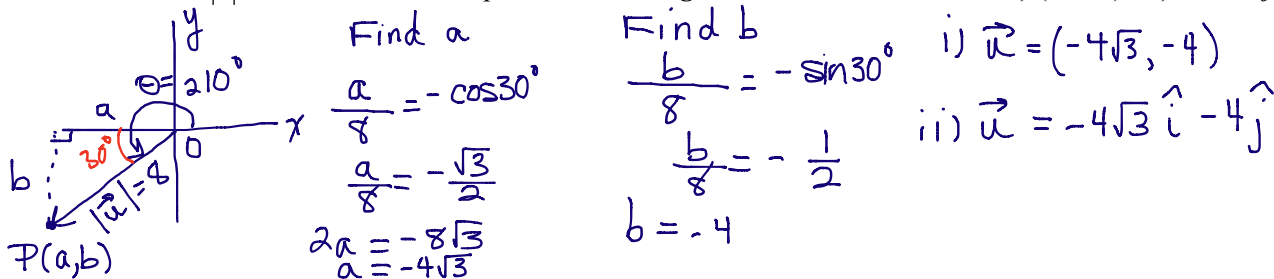 y
θ = 210°
a
x
30°
0
b
|u⃗| = 8
P(a,b)
Find a
a/8 = -cos30°
a/8 = -√3/2
2a = -8√3
a = -4√3
Find b
b/8 = -sin30°
b/8 = -1/2
b = -4
i) u⃗ = (-4√3, -4)
ii) u⃗ = -4√3 î - 4ĵ